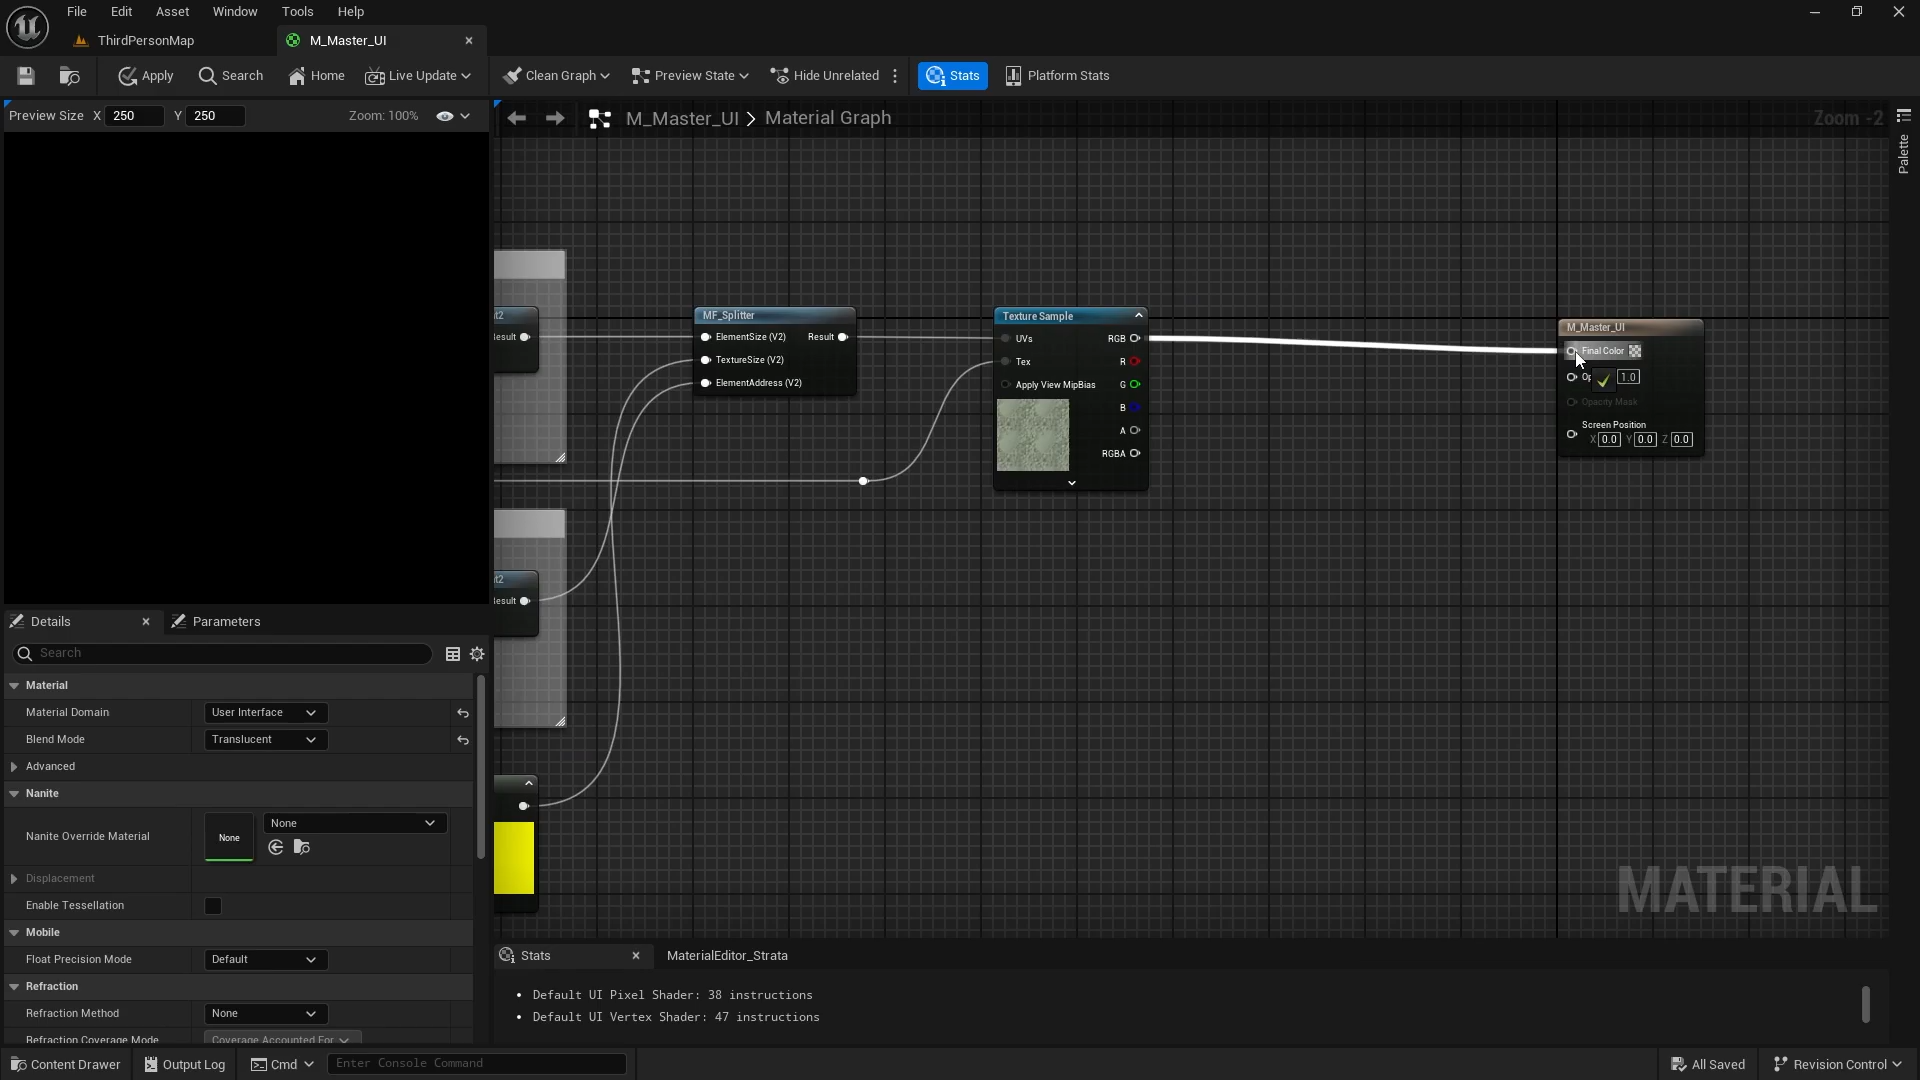 File Edit Asset Window Tools Help
ThirdPersonMap
M_Master_UI
Apply Search Home Live Update Clean Graph Preview State Hide Unrelated Stats Platform Stats
Preview Size X 250 Y 250 Zoom: 100%
M_Master_UI > Material Graph
Zoom -2
Palette
t2
Result
MF_Splitter
ElementSize (V2) Result
TextureSize (V2)
ElementAddress (V2)
Texture Sample
UVs RGB
Tex R
Apply View MipBias G
B
A
RGBA
M_Master_UI
Final Color
1.0
Opacity Mask
Screen Position
X 0.0 Y 0.0 Z 0.0
t2
Result
MATERIAL
Details Parameters
Search
Material
Material Domain User Interface
Blend Mode Translucent
Advanced
Nanite
Nanite Override Material None None
Displacement
Enable Tessellation
Mobile
Float Precision Mode Default
Refraction
Refraction Method None
Refraction Coverage Mode Coverage Accounted For
Stats MaterialEditor_Strata
• Default UI Pixel Shader: 38 instructions
• Default UI Vertex Shader: 47 instructions
Content Drawer Output Log Cmd Enter Console Command All Saved Revision Control